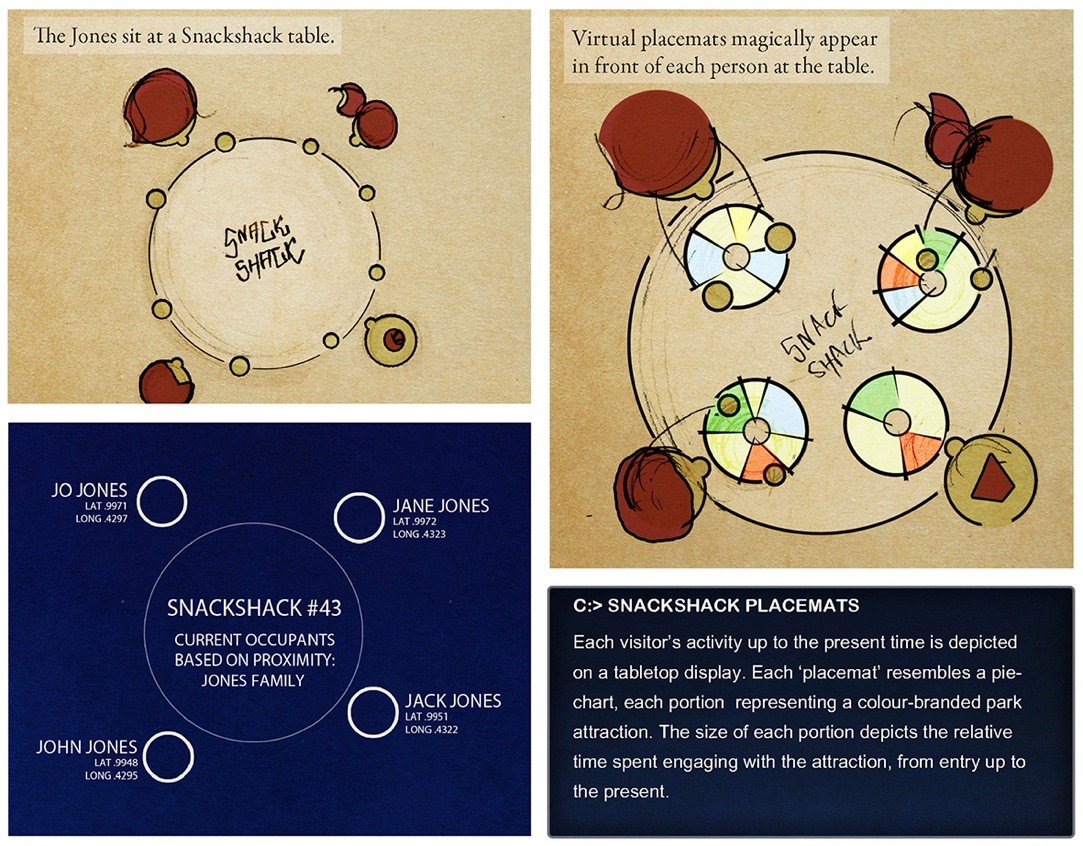 The Jones sit at a Snackshack table.
SNACK
SHACK
Virtual placemats magically appear
in front of each person at the table.
SNACK
SHACK
JO JONES
LAT .9971
LONG .4297
JANE JONES
LAT .9972
LONG .4323
SNACKSHACK #43
CURRENT OCCUPANTS
BASED ON PROXIMITY:
JONES FAMILY
JACK JONES
LAT .9951
LONG .4322
JOHN JONES
LAT .9948
LONG .4295
C:> SNACKSHACK PLACEMATS
Each visitor’s activity up to the present time is depicted
on a tabletop display. Each ‘placemat’ resembles a pie-
chart, each portion  representing a colour-branded park
attraction. The size of each portion depicts the relative
time spent engaging with the attraction, from entry up to
the present.